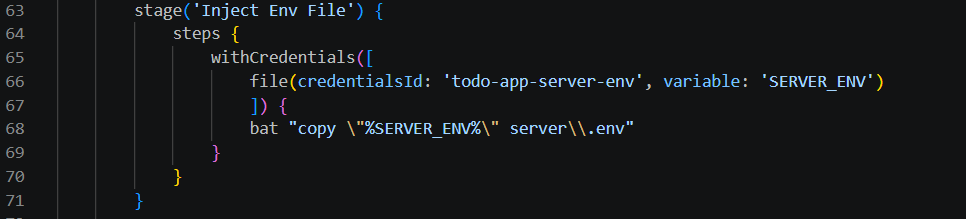 63 stage('Inject Env File') {
64 steps {
65 withCredentials([
66 file(credentialsId: 'todo-app-server-env', variable: 'SERVER_ENV')
67 ]) {
68 bat "copy \"%SERVER_ENV%\" server\\.env"
69 }
70 }
71 }